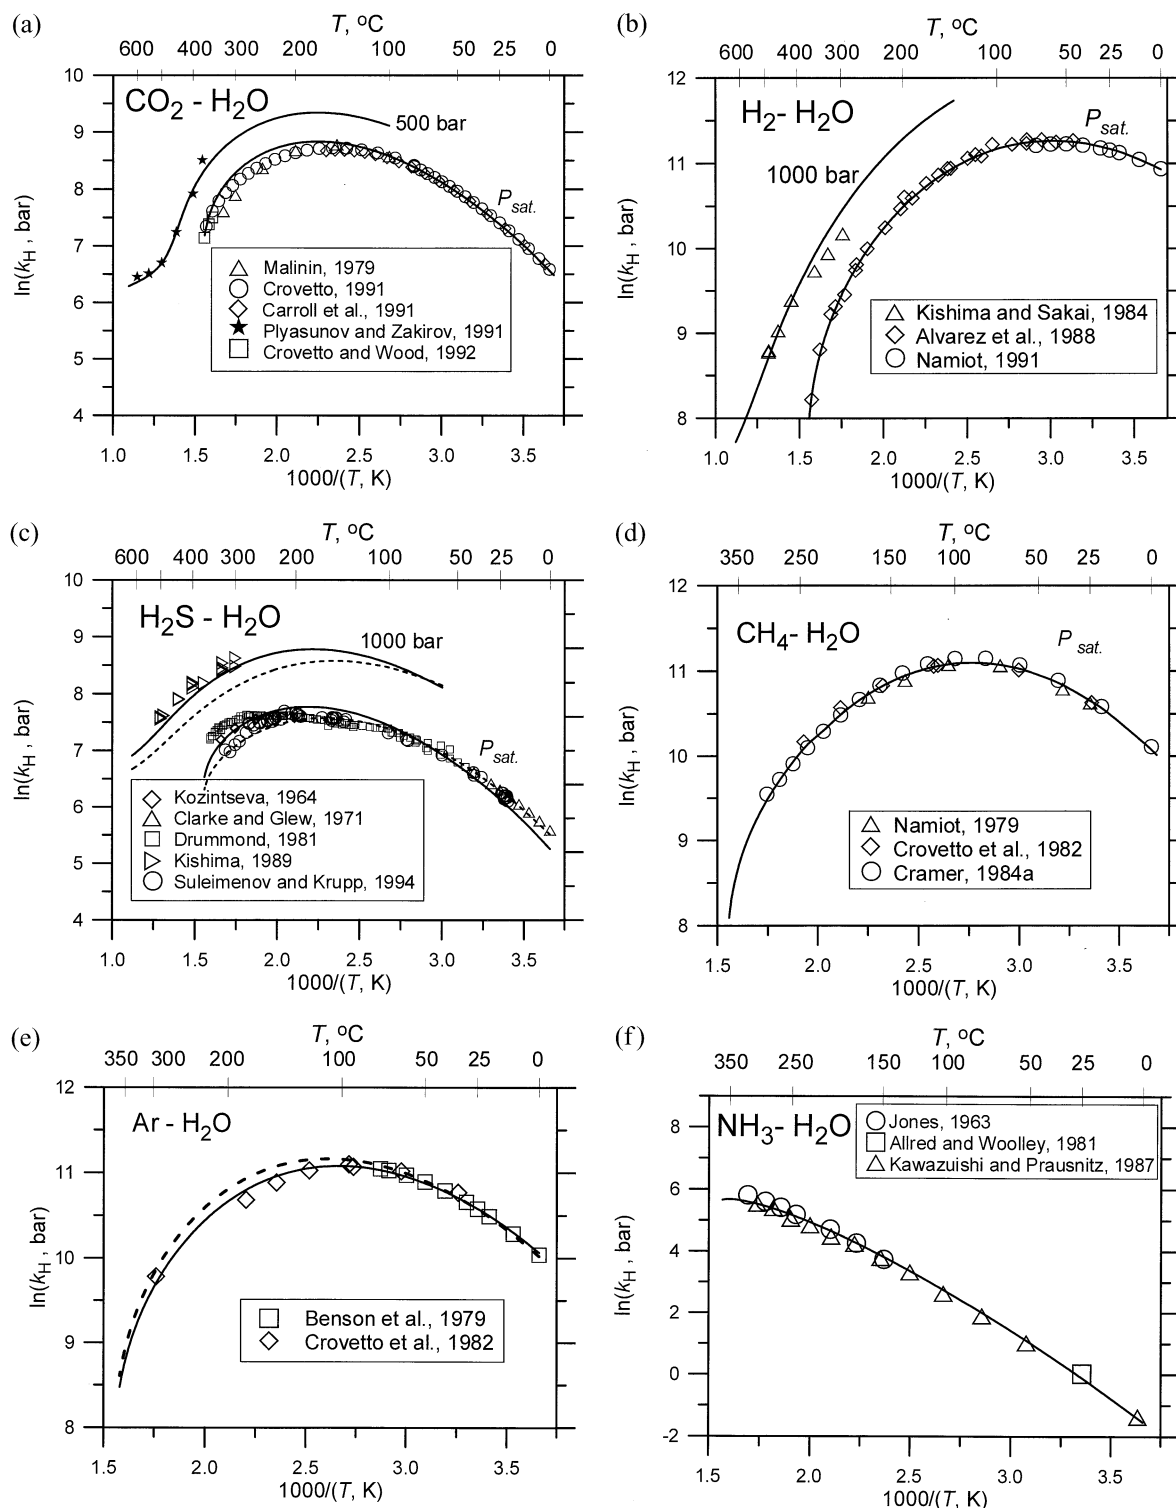 (a)
T, °C
600 400 300 200 100 50 25 0
10
9
8
7
6
5
4
ln(kH , bar)
CO2 - H2O
500 bar
Psat.
Malinin, 1979
Crovetto, 1991
Carroll et al., 1991
Plyasunov and Zakirov, 1991
Crovetto and Wood, 1992
1.0 1.5 2.0 2.5 3.0 3.5
1000/(T, K)
(b)
T, °C
600 400 300 200 100 50 25 0
12
11
10
9
8
ln(kH , bar)
H2- H2O
Psat.
1000 bar
Kishima and Sakai, 1984
Alvarez et al., 1988
Namiot, 1991
1.0 1.5 2.0 2.5 3.0 3.5
1000/(T, K)
(c)
T, °C
600 400 300 200 100 50 25 0
10
9
8
7
6
5
4
ln(kH , bar)
H2S - H2O
1000 bar
Psat.
Kozintseva, 1964
Clarke and Glew, 1971
Drummond, 1981
Kishima, 1989
Suleimenov and Krupp, 1994
1.0 1.5 2.0 2.5 3.0 3.5
1000/(T, K)
(d)
T, °C
350 250 150 100 50 25 0
12
11
10
9
8
ln(kH , bar)
CH4- H2O
Psat.
Namiot, 1979
Crovetto et al., 1982
Cramer, 1984a
1.5 2.0 2.5 3.0 3.5
1000/(T, K)
(e)
T, °C
350 300 200 100 50 25 0
12
11
10
9
8
ln(kH , bar)
Ar - H2O
Benson et al., 1979
Crovetto et al., 1982
1.5 2.0 2.5 3.0 3.5
1000/(T, K)
(f)
T, °C
350 250 150 100 50 25 0
8
6
4
2
0
-2
ln(kH , bar)
NH3- H2O
Jones, 1963
Allred and Woolley, 1981
Kawazuishi and Prausnitz, 1987
1.5 2.0 2.5 3.0 3.5
1000/(T, K)